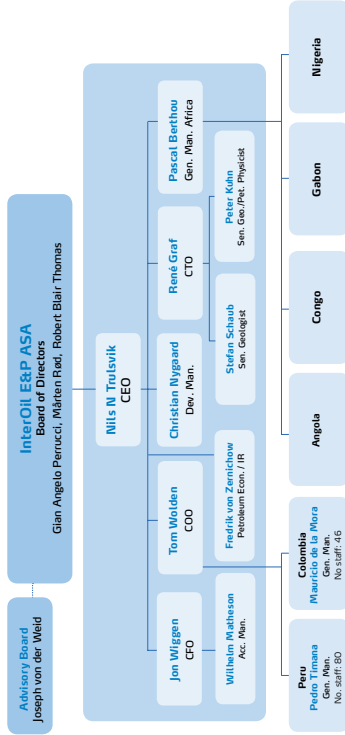 InterOil E&P ASA
Board of Directors
Gian Angelo Perrucci, Mårten Rød, Robert Blair Thomas
Advisory Board
Joseph von der Weid
Nils N Trulsvik
CEO
Jon Wiggen
CFO
Tom Wolden
COO
Christian Nygaard
Dev. Man.
René Graf
CTO
Pascal Berthou
Gen. Man. Africa
Wilhelm Matheson
Acc. Man.
Fredrik von Zernichow
Petroleum Econ. / IR
Stefan Schaub
Sen. Geologist
Peter Kuhn
Sen. Geo./Pet. Physicist
Peru
Pedro Timana
Gen. Man.
No. staff: 80
Colombia
Mauricio de la Mora
Gen. Man.
No staff: 46
Angola
Congo
Gabon
Nigeria